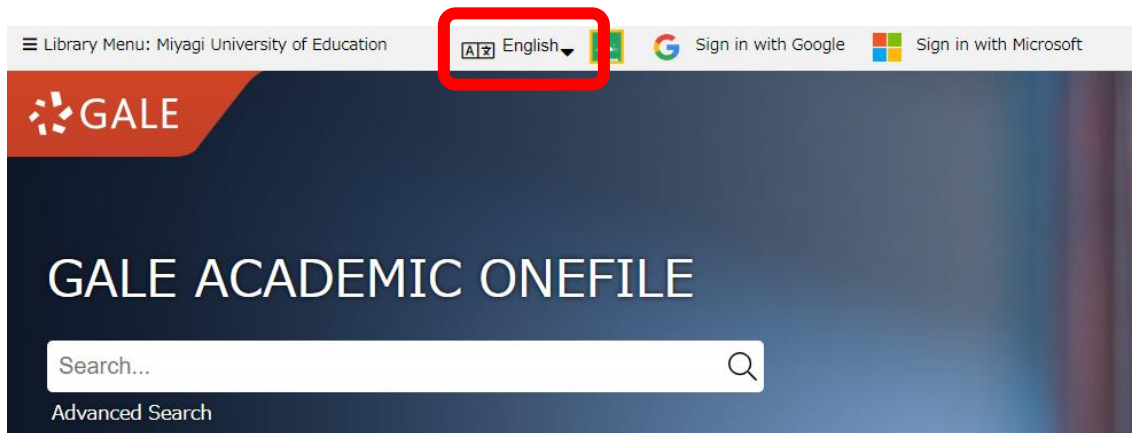 Library Menu: Miyagi University of Education English Sign in with Google Sign in with Microsoft
GALE
GALE ACADEMIC ONEFILE
Search...
Advanced Search